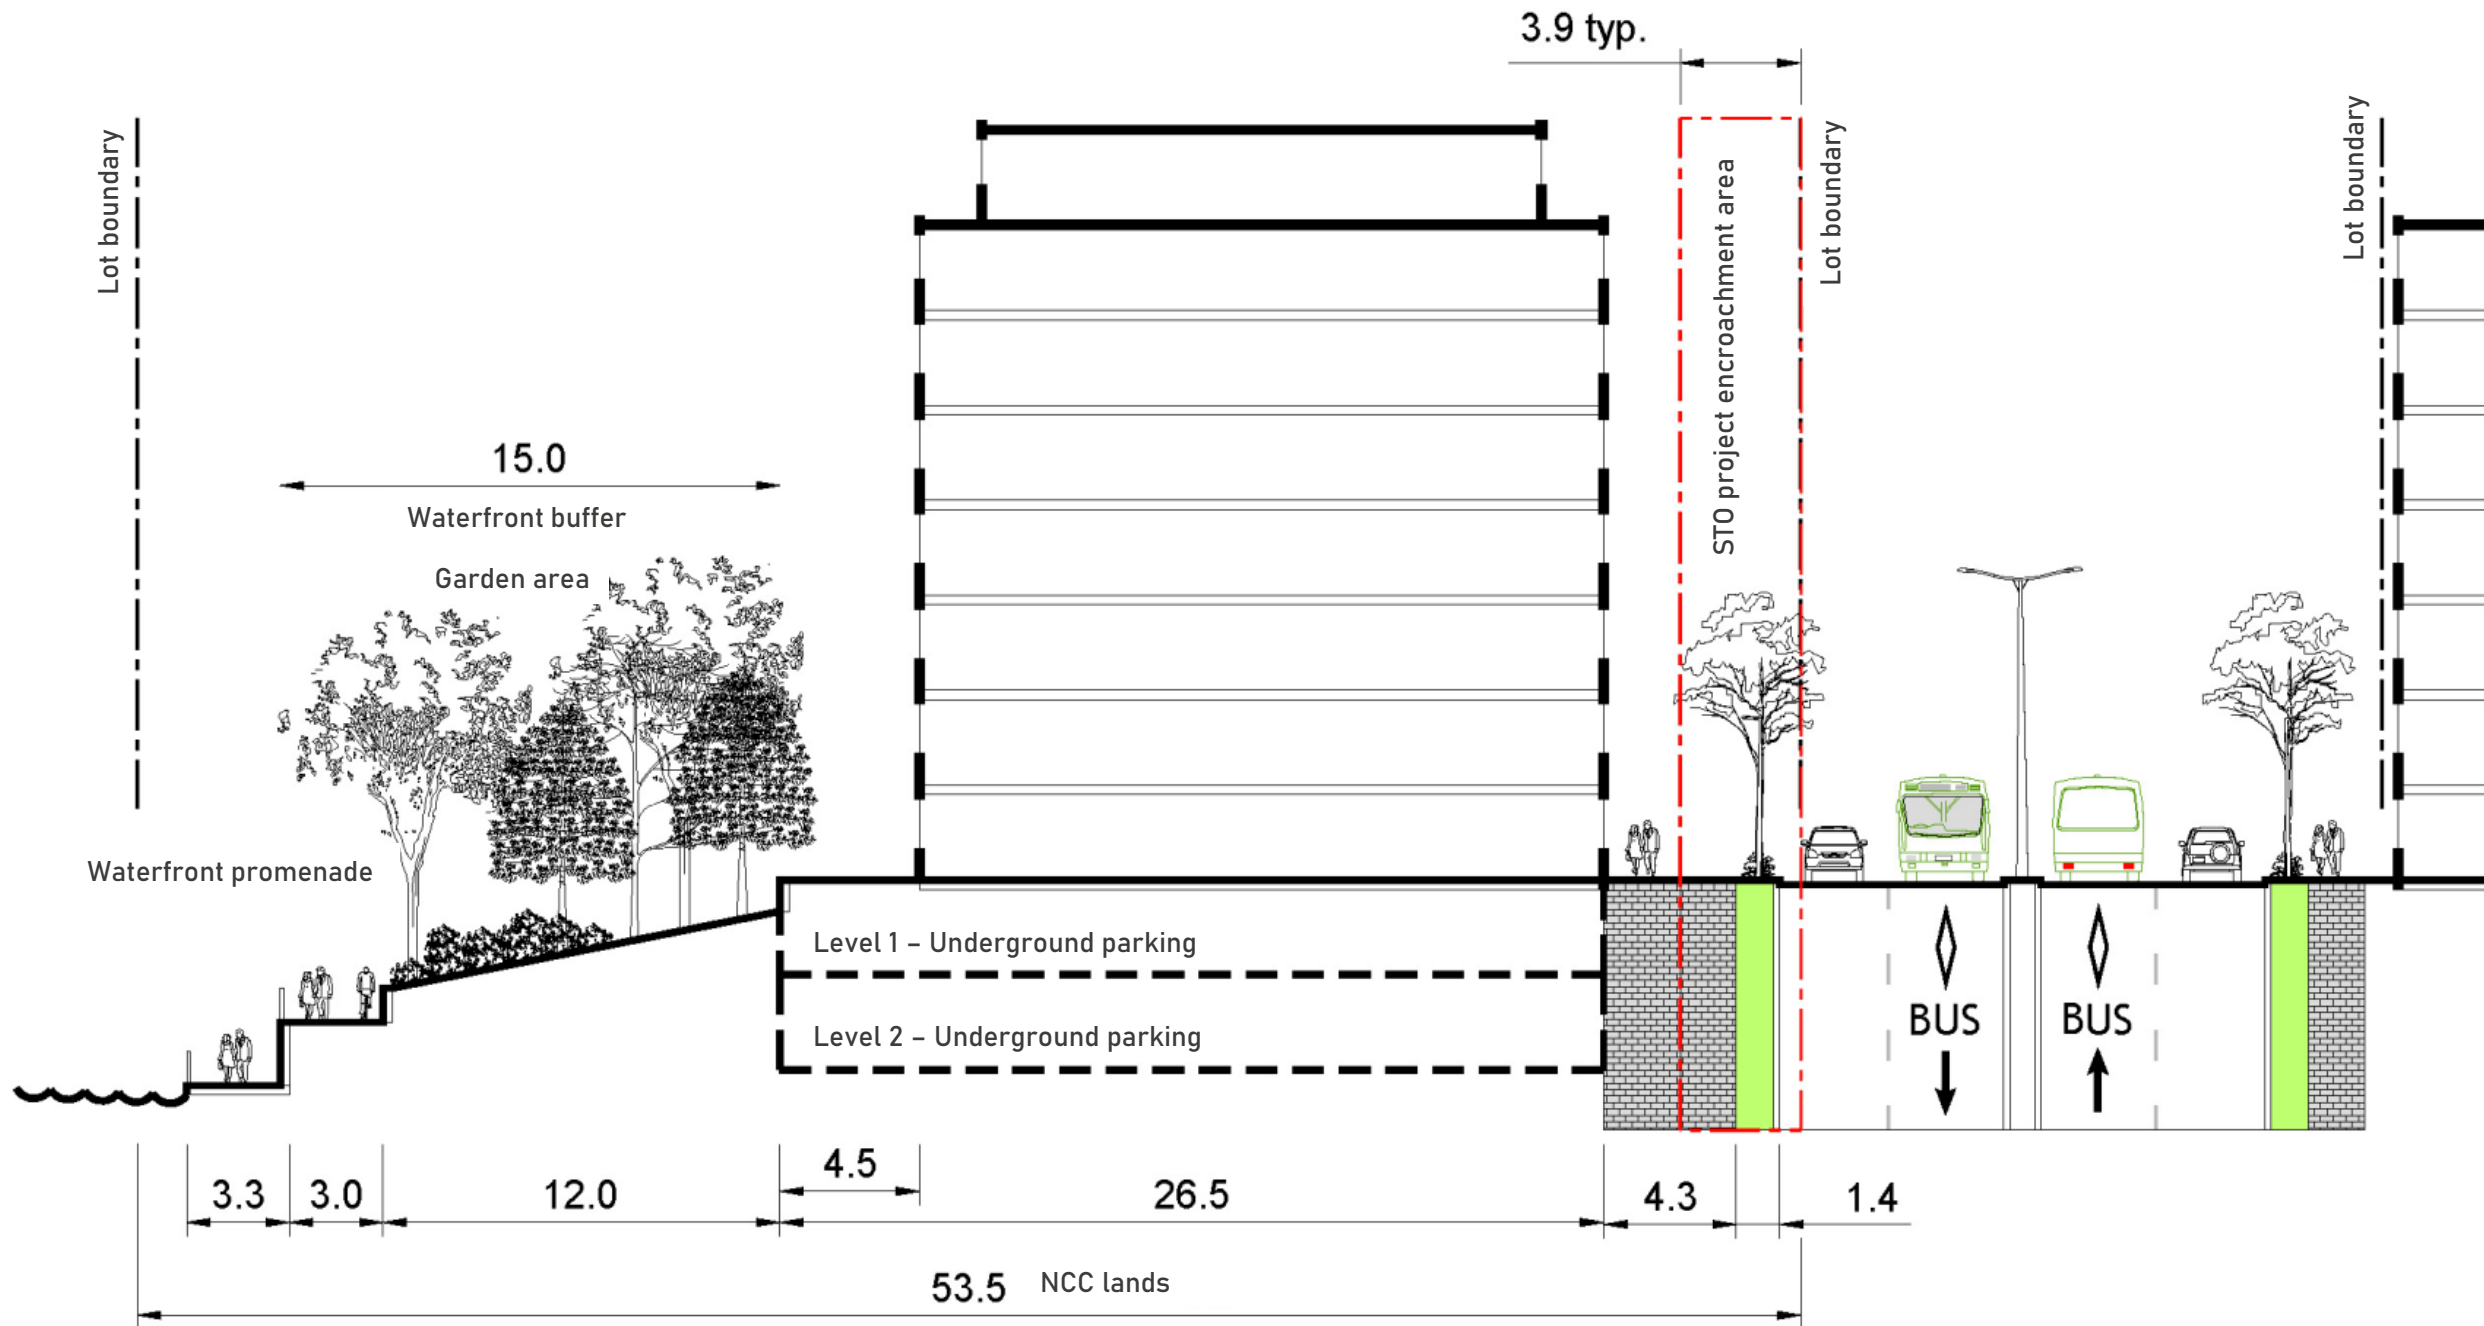 3.9 typ.
Lot boundary
STO project encroachment area
Lot boundary
Lot boundary
15.0
Waterfront buffer
Garden area
Waterfront promenade
Level 1 – Underground parking
Level 2 – Underground parking
BUS
BUS
3.3
3.0
12.0
4.5
26.5
4.3
1.4
53.5
NCC lands